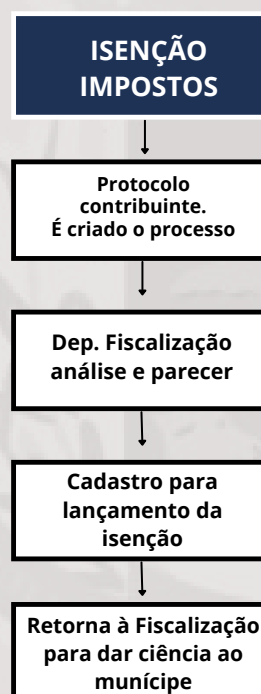 ISENÇÃO
IMPOSTOS
Protocolo
contribuinte.
É criado o processo
Dep. Fiscalização
análise e parecer
Cadastro para
lançamento da
isenção
Retorna à Fiscalização
para dar ciência ao
munícipe